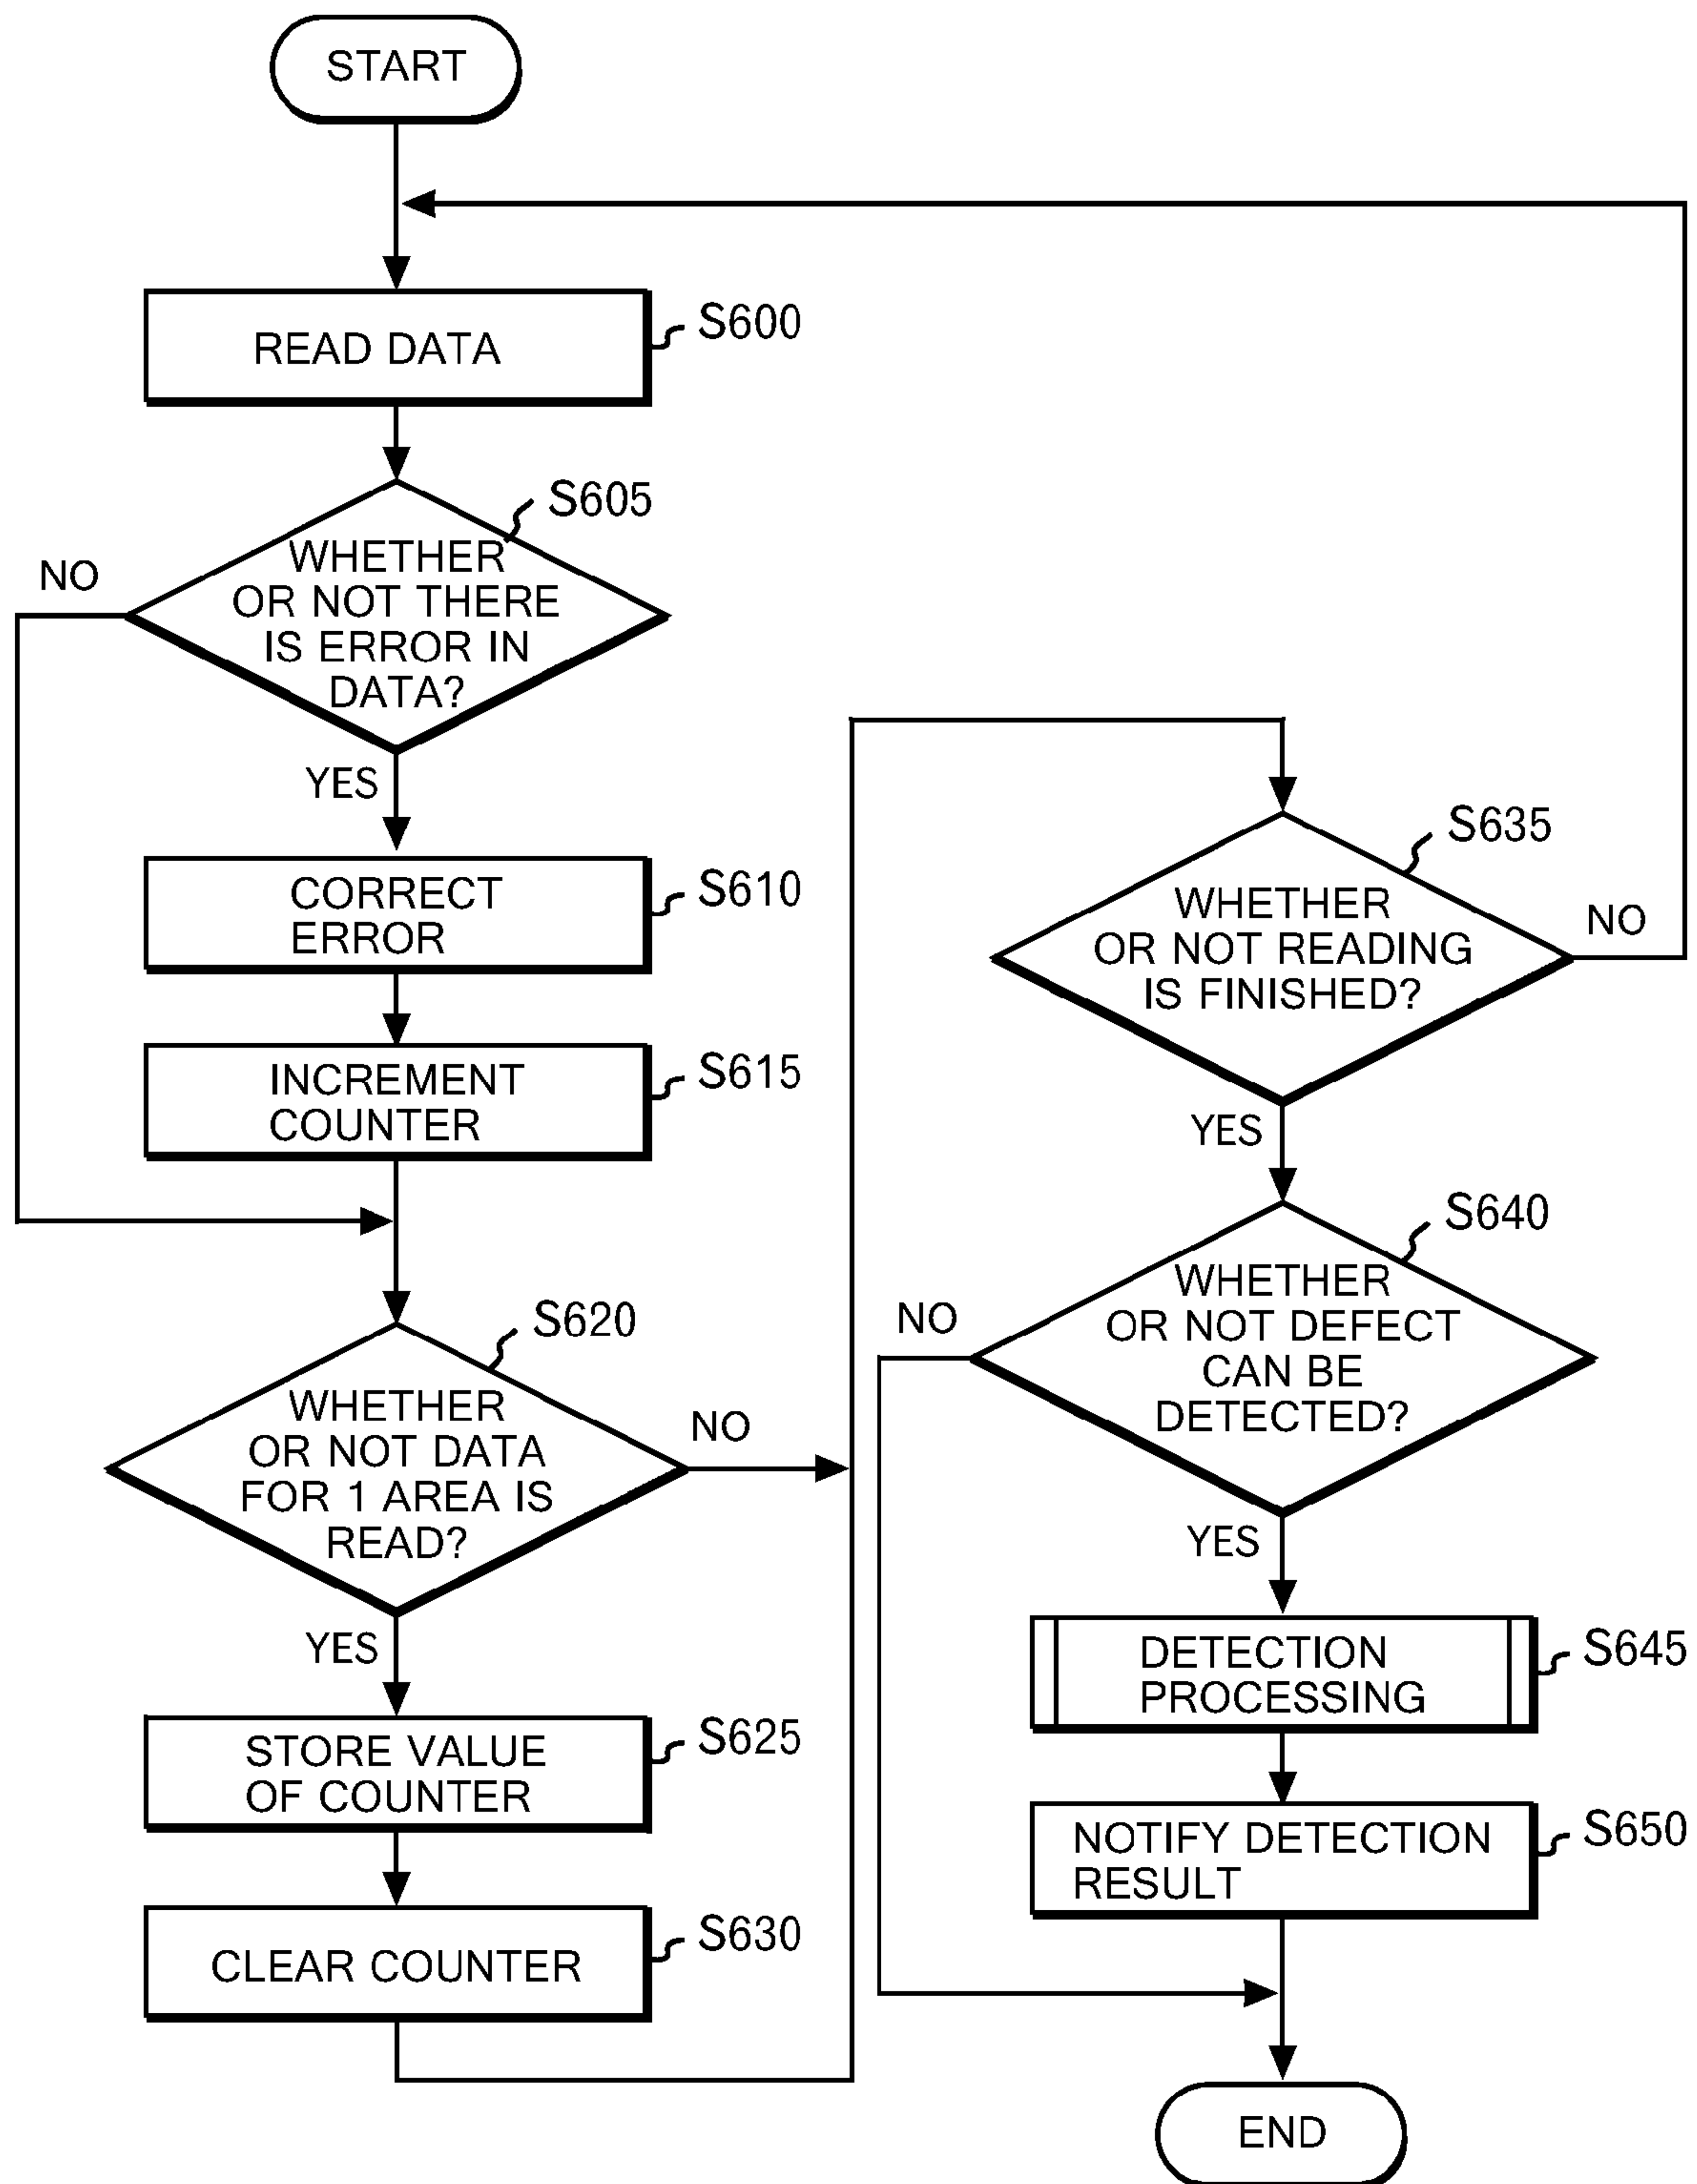 START
READ DATA
S600
S605
WHETHER
OR NOT THERE
IS ERROR IN
DATA?
NO
YES
CORRECT
ERROR
S610
INCREMENT
COUNTER
S615
S620
WHETHER
OR NOT DATA
FOR 1 AREA IS
READ?
NO
YES
STORE VALUE
OF COUNTER
S625
CLEAR COUNTER
S630
S635
WHETHER
OR NOT READING
IS FINISHED?
NO
YES
S640
WHETHER
OR NOT DEFECT
CAN BE
DETECTED?
NO
YES
DETECTION
PROCESSING
S645
NOTIFY DETECTION
RESULT
S650
END